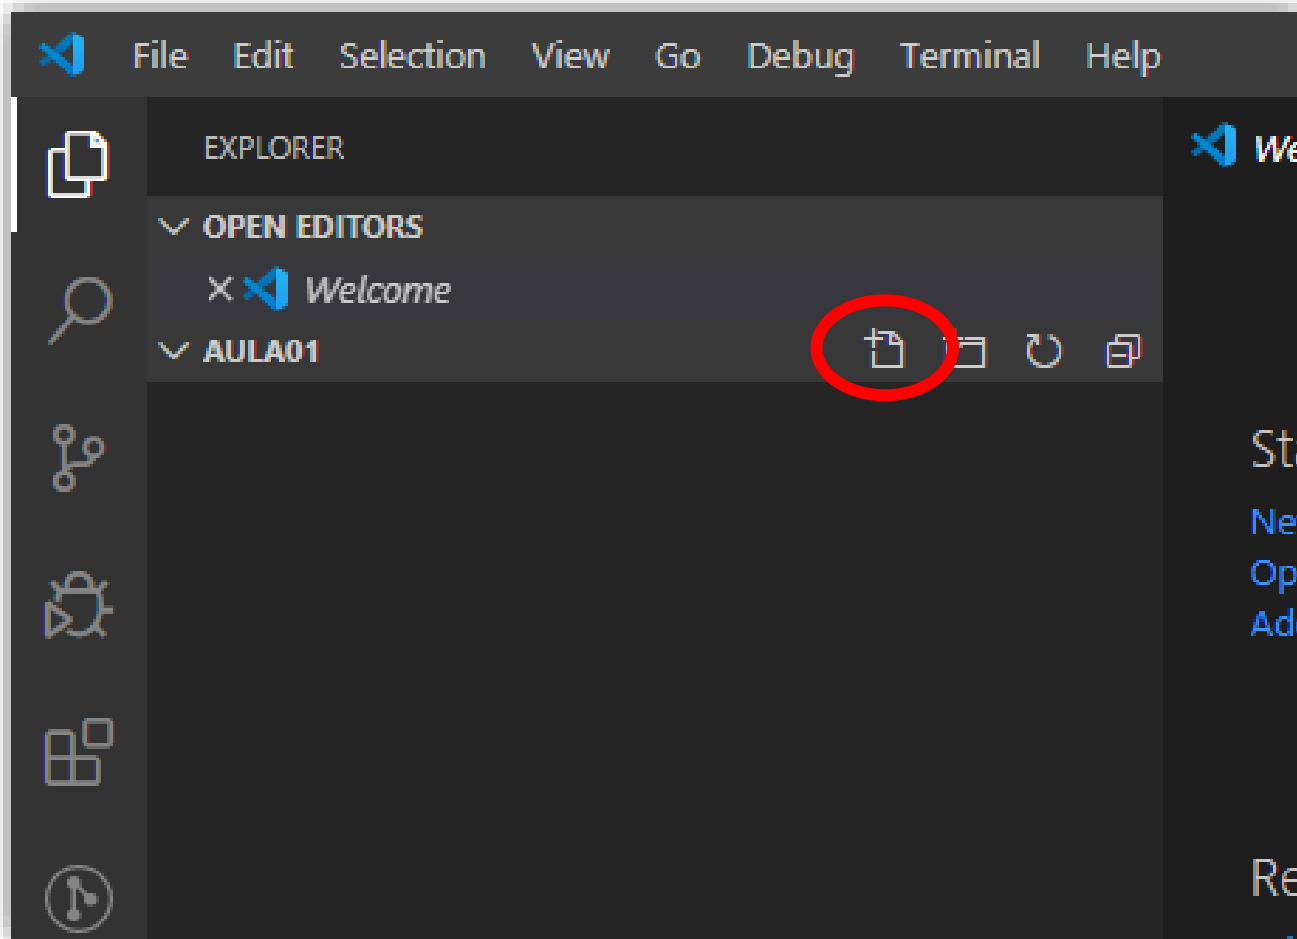 File Edit Selection View Go Debug Terminal Help
EXPLORER
OPEN EDITORS
Welcome
AULA01